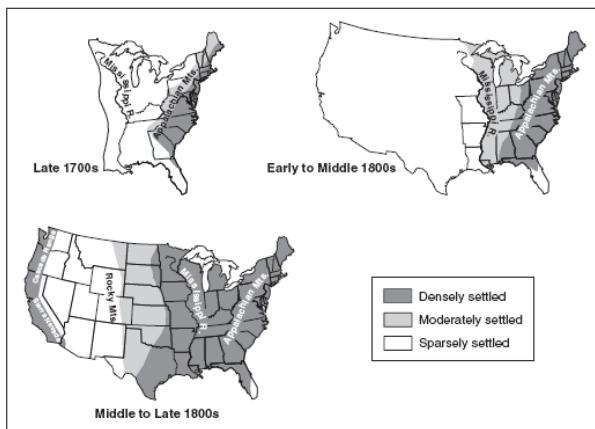 Mississippi R.
Appalachian Mts.
Late 1700s
Mississippi R.
Appalachian Mts.
Early to Middle 1800s
Rocky Mts.
Mississippi R.
Appalachian Mts.
Middle to Late 1800s
Densely settled
Moderately settled
Sparsely settled